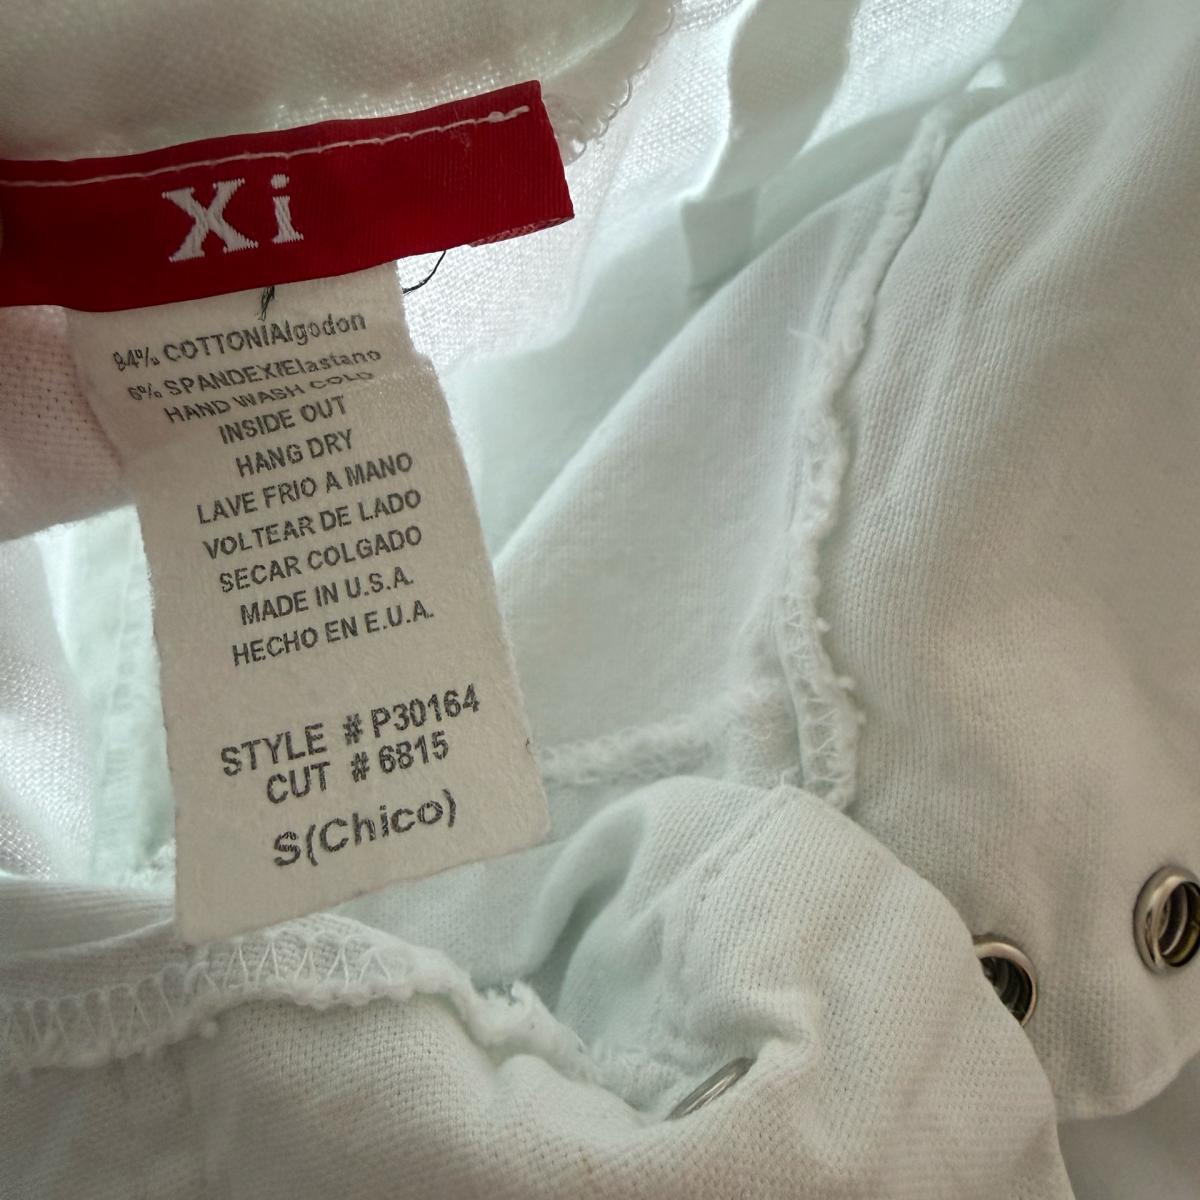 Xi
94% COTTON/Algodon
6% SPANDEX/Elastano
HAND WASH COLD
INSIDE OUT
HANG DRY
LAVE FRIO A MANO
VOLTEAR DE LADO
SECAR COLGADO
MADE IN U.S.A.
HECHO EN E.U.A.
STYLE # P30164
CUT # 6815
S(Chico)